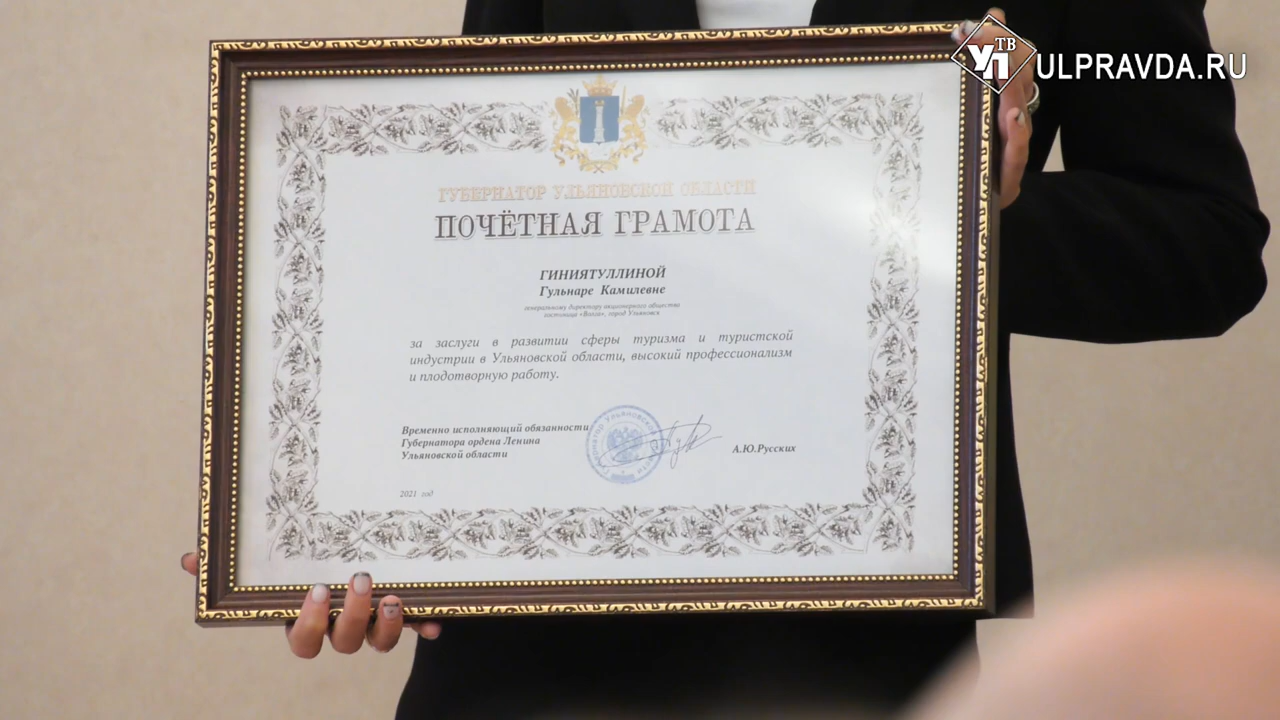 УП ТВ ULPRAVDA.RU
ГУБЕРНАТОР УЛЬЯНОВСКОЙ ОБЛАСТИ
ПОЧЁТНАЯ ГРАМОТА
ГИНИЯТУЛЛИНОЙ
Гульнаре Камилевне
генеральному директору акционерного общества
гостиница «Волга», город Ульяновск
за заслуги в развитии сферы туризма и туристской
индустрии в Ульяновской области, высокий профессионализм
и плодотворную работу.
Временно исполняющий обязанности
Губернатора ордена Ленина
Ульяновской области
А.Ю.Русских
2021 год